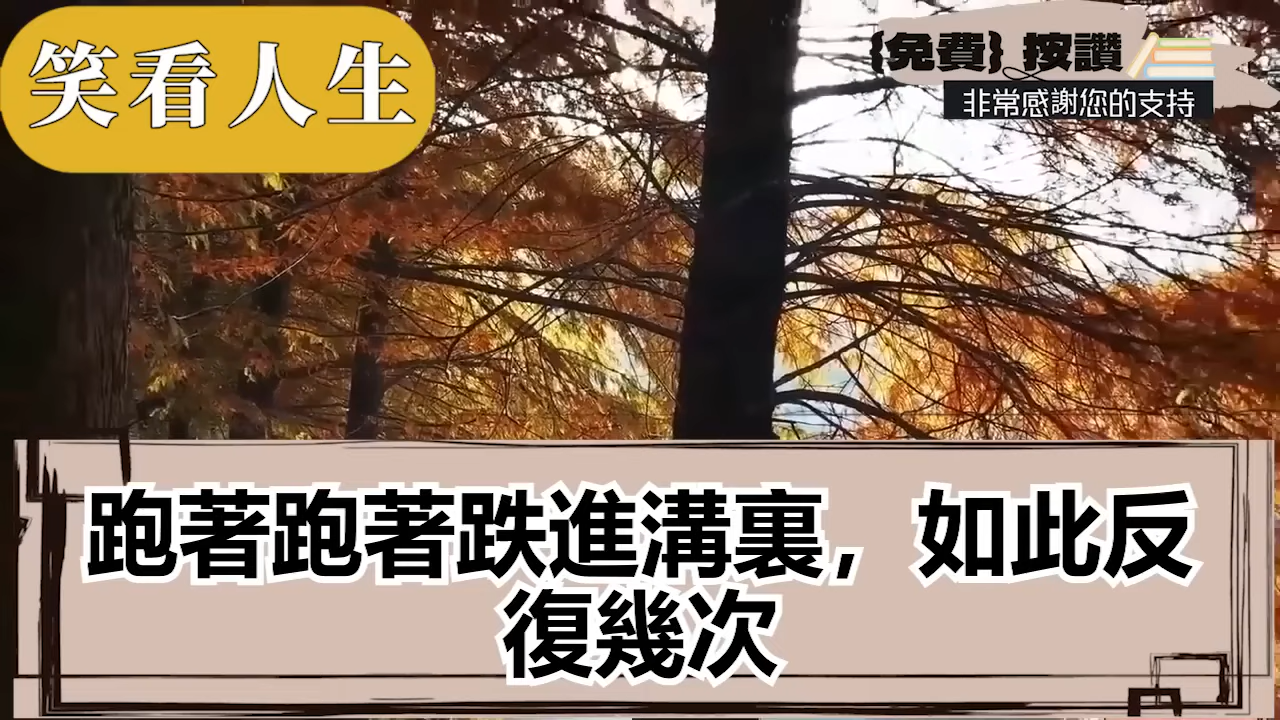 笑看人生
{免費} 按讚
非常感謝您的支持
跑著跑著跌進溝裏，如此反
復幾次